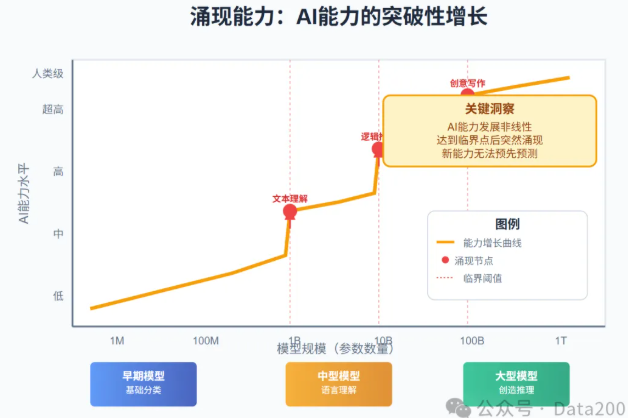 涌现能力：AI能力的突破性增长
人类级
超高
高
中
低
AI能力水平
创意写作
逻辑
文本理解
关键洞察
AI能力发展非线性
达到临界点后突然涌现
新能力无法预先预测
图例
能力增长曲线
涌现节点
临界阈值
1M
100M
1B
10B
100B
1T
模型规模（参数数量）
早期模型
基础分类
中型模型
语言理解
大型模型
创造推理
公众号 · Data200